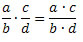 a/b · c/d = a · c / b · d